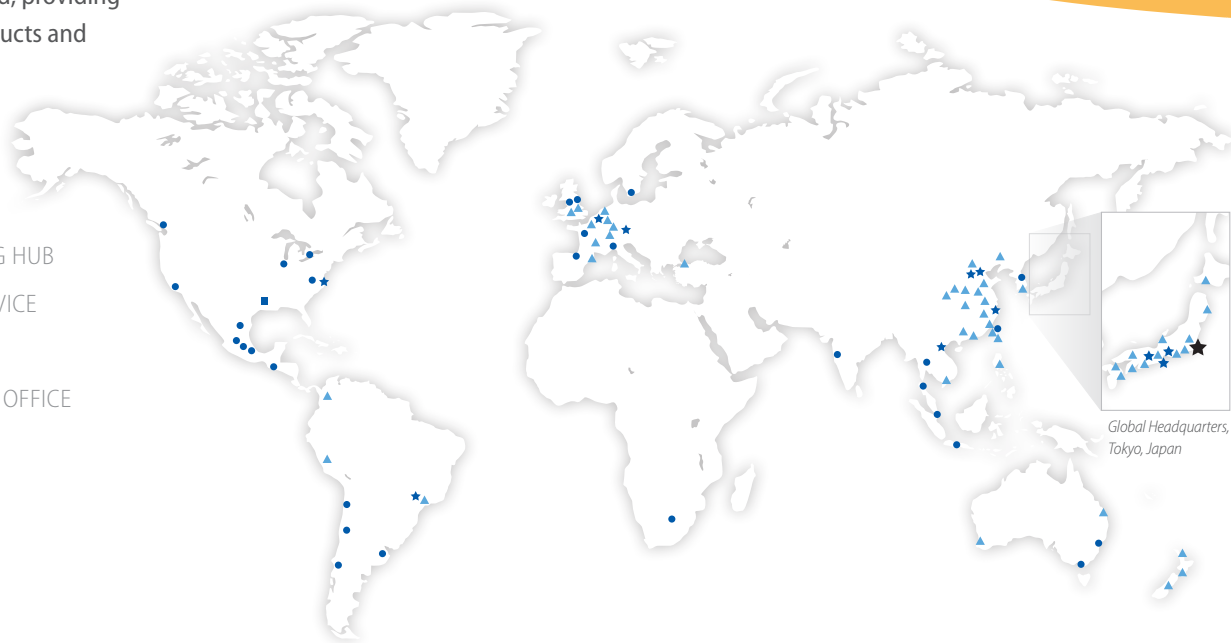 providing
ucts and
HUB
VICE
OFFICE
Global Headquarters,
Tokyo, Japan